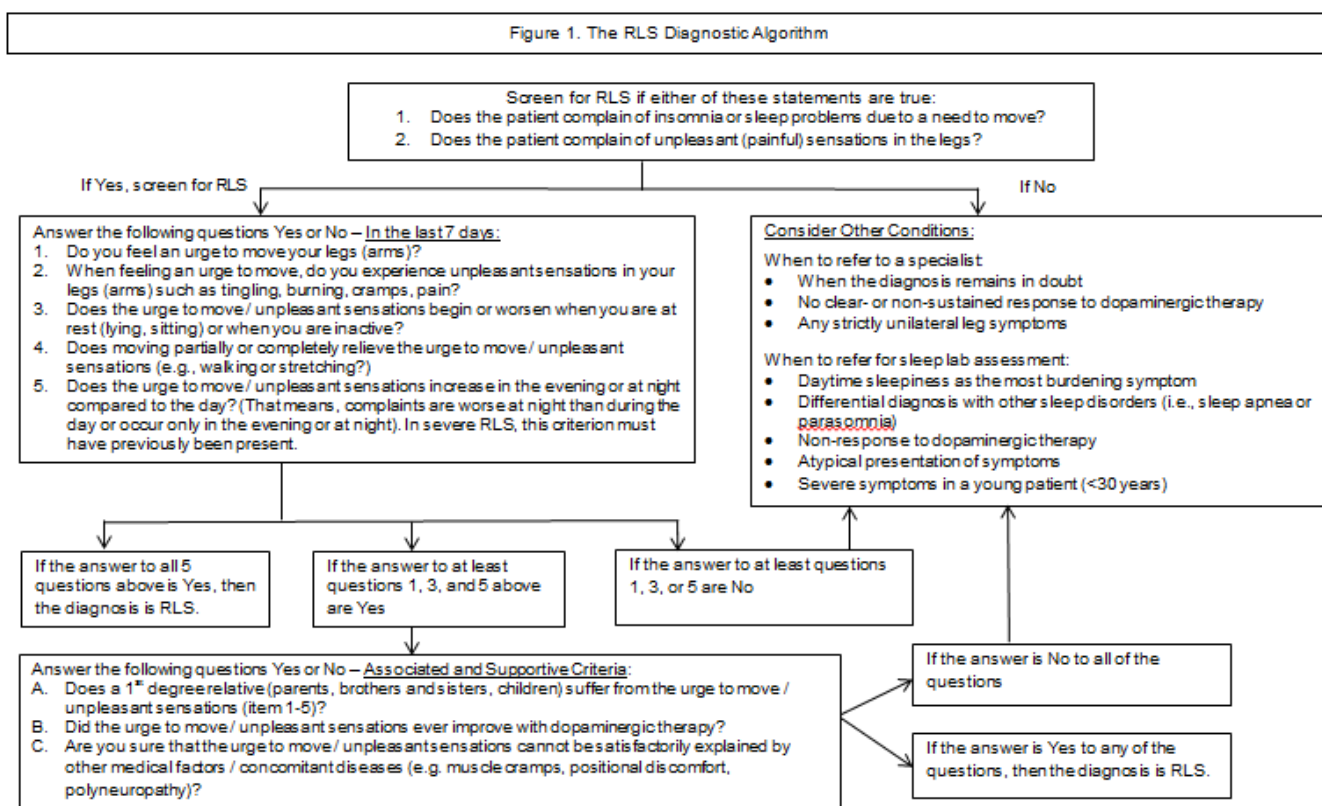 Figure 1. The RLS Diagnostic Algorithm
Screen for RLS if either of these statements are true:
1. Does the patient complain of insomnia or sleep problems due to a need to move?
2. Does the patient complain of unpleasant (painful) sensations in the legs?
If Yes, screen for RLS
If No
Answer the following questions Yes or No – In the last 7 days:
1. Do you feel an urge to move your legs (arms)?
2. When feeling an urge to move, do you experience unpleasant sensations in your
legs (arms) such as tingling, burning, cramps, pain?
3. Does the urge to move / unpleasant sensations begin or worsen when you are at
rest (lying, sitting) or when you are inactive?
4. Does moving partially or completely relieve the urge to move / unpleasant
sensations (e.g., walking or stretching?)
5. Does the urge to move / unpleasant sensations increase in the evening or at night
compared to the day? (That means, complaints are worse at night than during the
day or occur only in the evening or at night). In severe RLS, this criterion must
have previously been present.
Consider Other Conditions:
When to refer to a specialist:
• When the diagnosis remains in doubt
• No clear- or non-sustained response to dopaminergic therapy
• Any strictly unilateral leg symptoms
When to refer for sleep lab assessment:
• Daytime sleepiness as the most burdening symptom
• Differential diagnosis with other sleep disorders (i.e., sleep apnea or
parasomnia)
• Non-response to dopaminergic therapy
• Atypical presentation of symptoms
• Severe symptoms in a young patient (<30 years)
If the answer to all 5
questions above is Yes, then
the diagnosis is RLS.
If the answer to at least
questions 1, 3, and 5 above
are Yes
If the answer to at least questions
1, 3, or 5 are No
Answer the following questions Yes or No – Associated and Supportive Criteria:
A. Does a 1st degree relative (parents, brothers and sisters, children) suffer from the urge to move /
unpleasant sensations (item 1-5)?
B. Did the urge to move / unpleasant sensations ever improve with dopaminergic therapy?
C. Are you sure that the urge to move / unpleasant sensations cannot be satisfactorily explained by
other medical factors / concomitant diseases (e.g. muscle cramps, positional discomfort,
polyneuropathy)?
If the answer is No to all of the
questions
If the answer is Yes to any of the
questions, then the diagnosis is RLS.